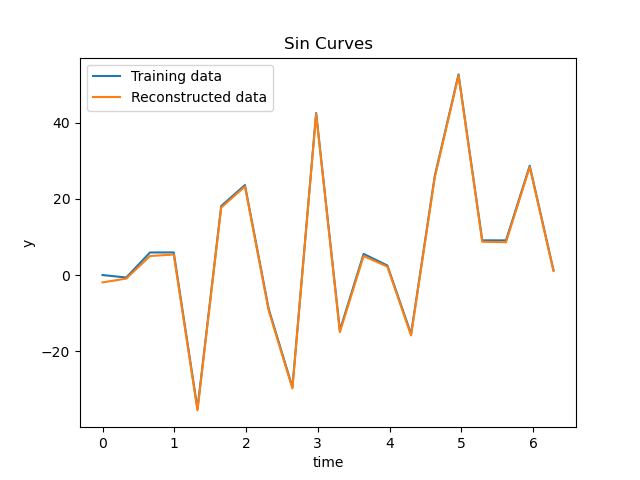 Sin Curves
Training data
Reconstructed data
40
20
0
−20
y
0 1 2 3 4 5 6
time